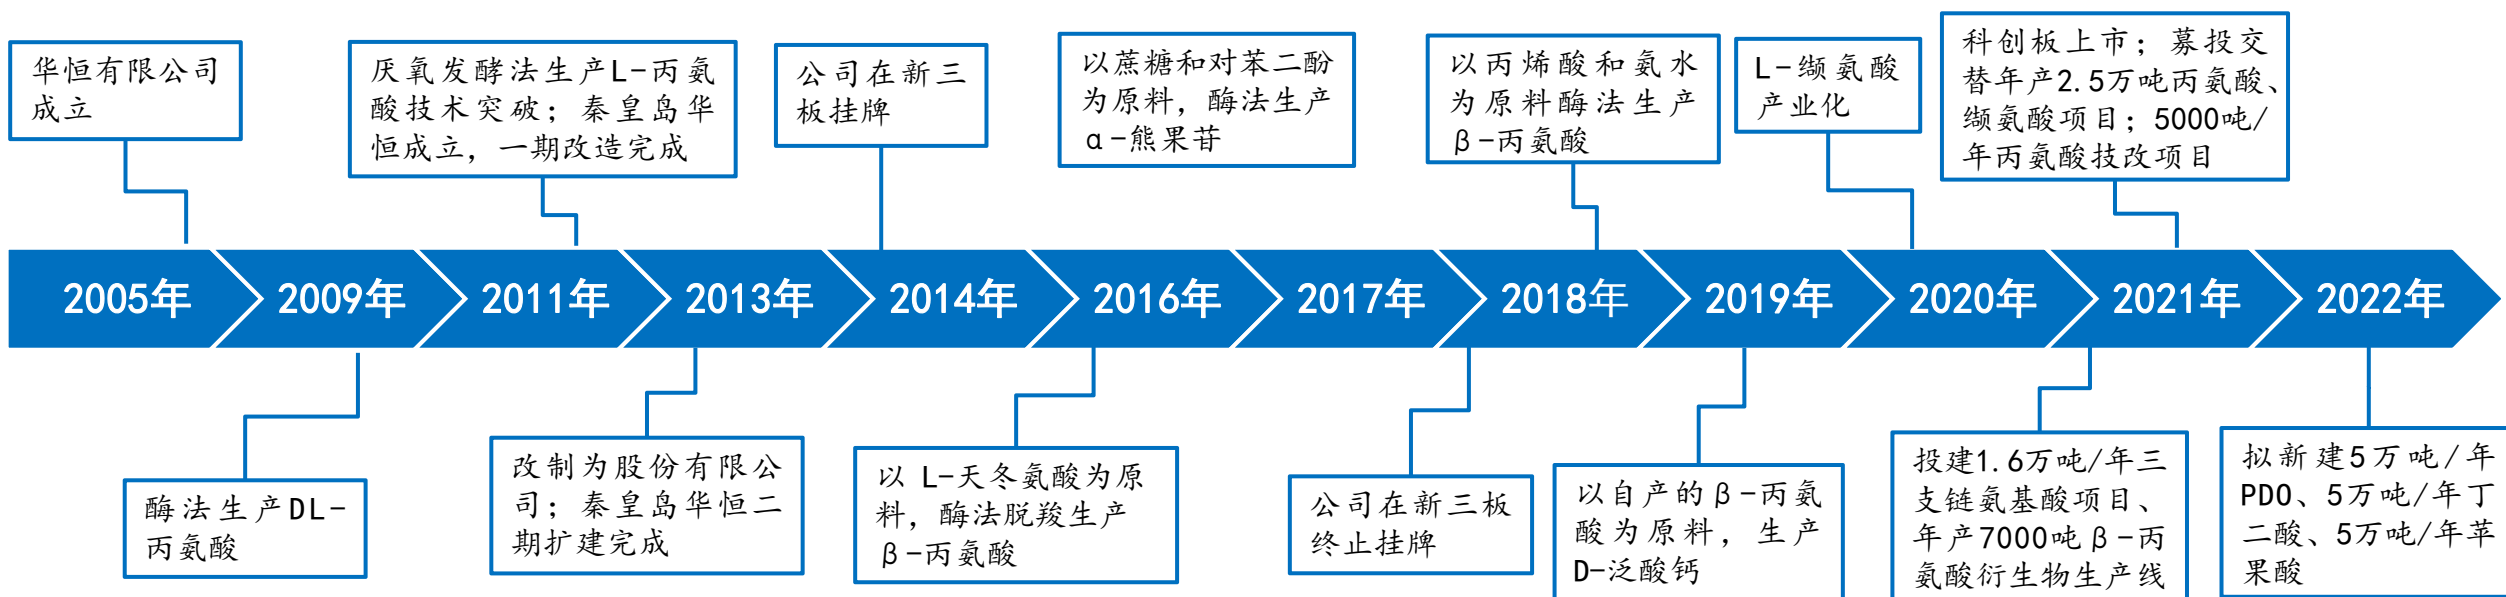 华恒有限公司
成立
厌氧发酵法生产L-丙氨
酸技术突破；秦皇岛华
恒成立，一期改造完成
公司在新三
板挂牌
以蔗糖和对苯二酚
为原料，酶法生产
α-熊果苷
以丙烯酸和氨水
为原料酶法生产
β-丙氨酸
L-缬氨酸
产业化
科创板上市；募投交
替年产2.5万吨丙氨酸、
缬氨酸项目；5000吨/
年丙氨酸技改项目
2005年
2009年
2011年
2013年
2014年
2016年
2017年
2018年
2019年
2020年
2021年
2022年
酶法生产DL-
丙氨酸
改制为股份有限公
司；秦皇岛华恒二
期扩建完成
以 L-天冬氨酸为原
料，酶法脱羧生产
β-丙氨酸
公司在新三板
终止挂牌
以自产的β-丙氨
酸为原料，生产
D-泛酸钙
投建1.6万吨/年三
支链氨基酸项目、
年产7000吨β-丙
氨酸衍生物生产线
拟新建5万吨/年
PDO、5万吨/年丁
二酸、5万吨/年苹
果酸